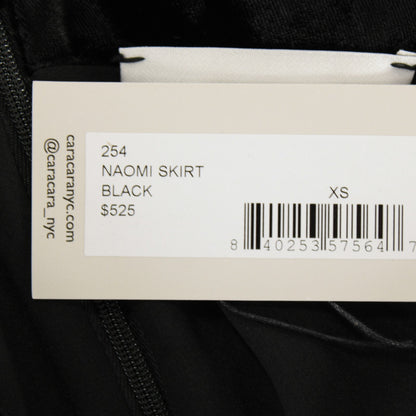 caracaranyc.com
@caracara_nyc
254
NAOMI SKIRT
BLACK
$525
XS
8 40253 57564 7